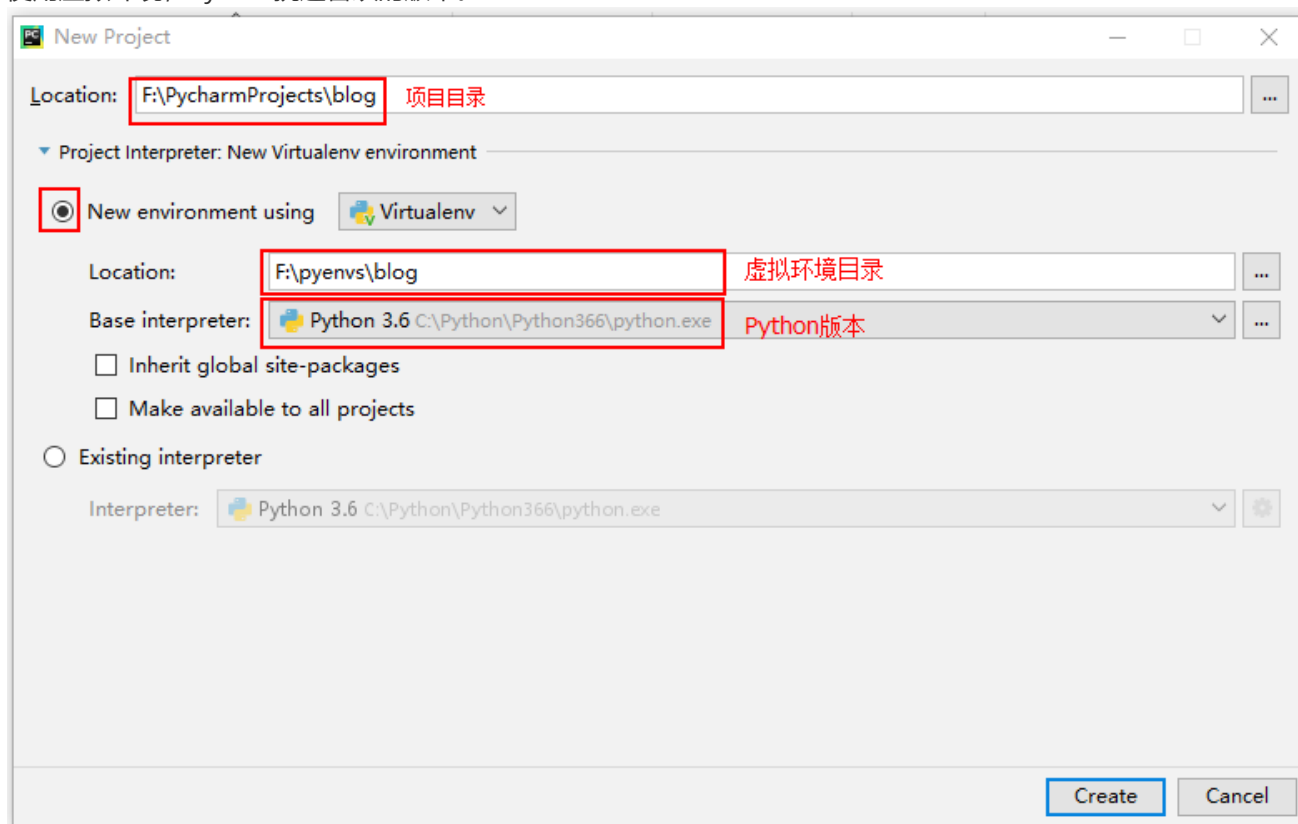 New Project
Location: F:\PycharmProjects\blog 项目目录 ...
Project Interpreter: New Virtualenv environment
New environment using Virtualenv
Location: F:\pyenvs\blog 虚拟环境目录 ...
Base interpreter: Python 3.6 C:\Python\Python366\python.exe Python版本 ...
Inherit global site-packages
Make available to all projects
Existing interpreter
Interpreter: Python 3.6 C:\Python\Python366\python.exe
Create Cancel